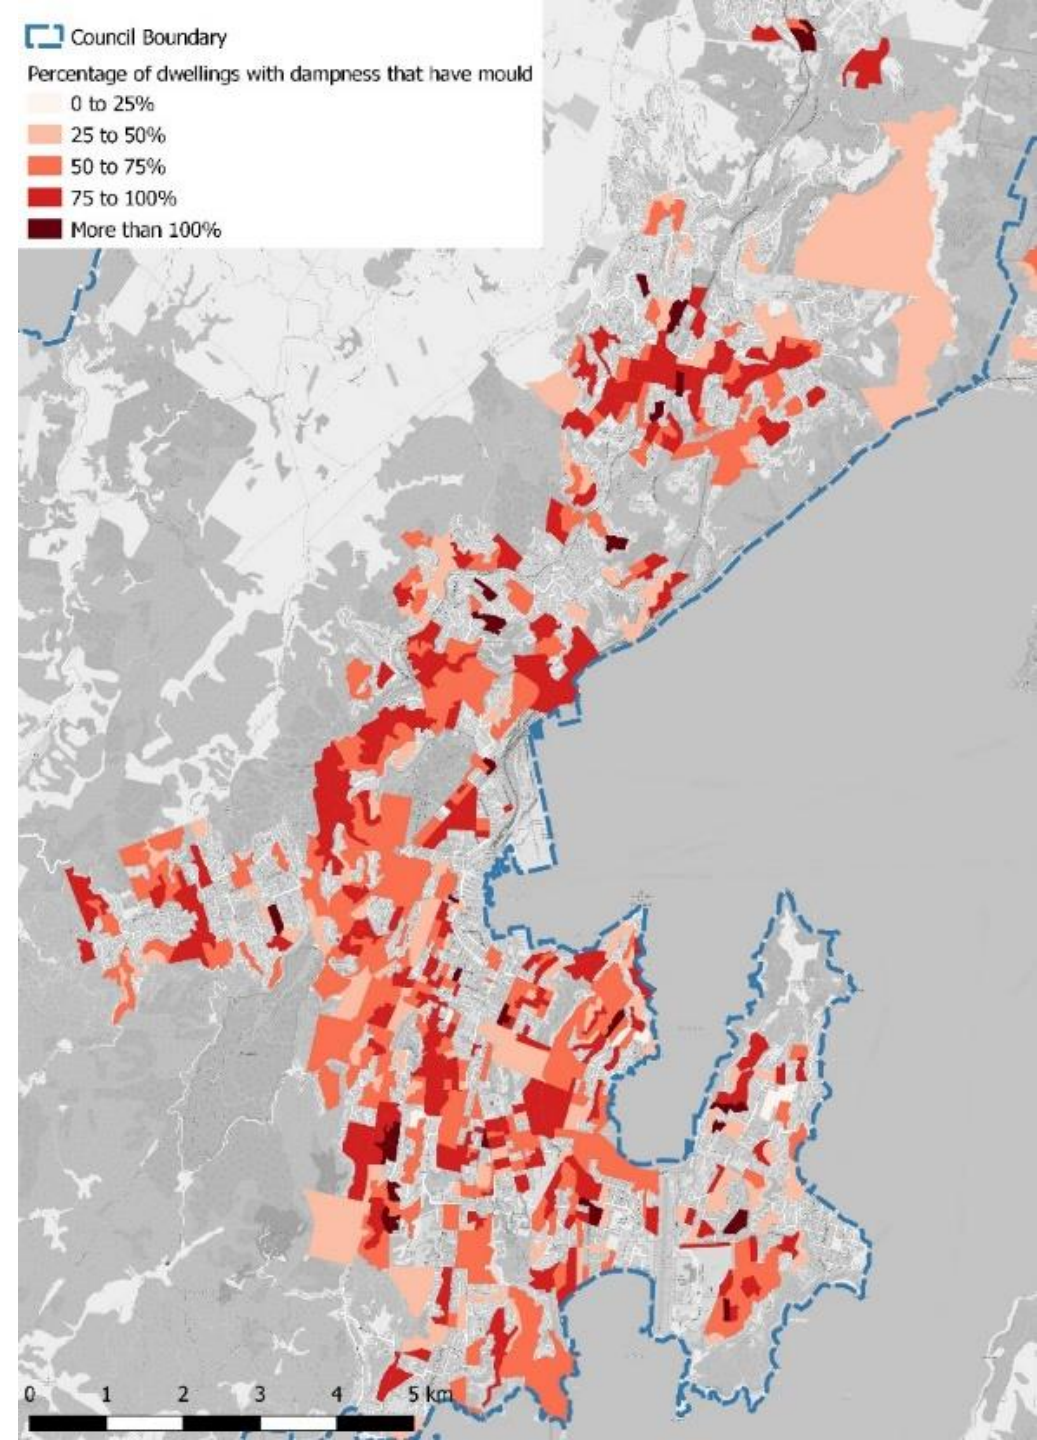 Council Boundary
Percentage of dwellings with dampness that have mould
0 to 25%
25 to 50%
50 to 75%
75 to 100%
More than 100%
0 1 2 3 4 5 km